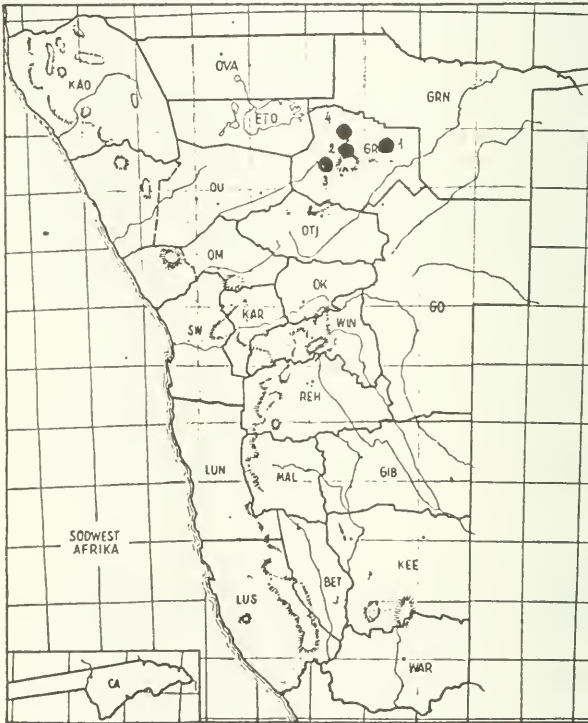 OVA
KAO
ETO
GRN
4
1
2
GR
3
OU
OTJ
OM
OK
GO
KAR
SW
WIN
REH
LUN
MAL
GIB
SÜDWEST
AFRIKA
BET
KEE
LUS
WAR
CA